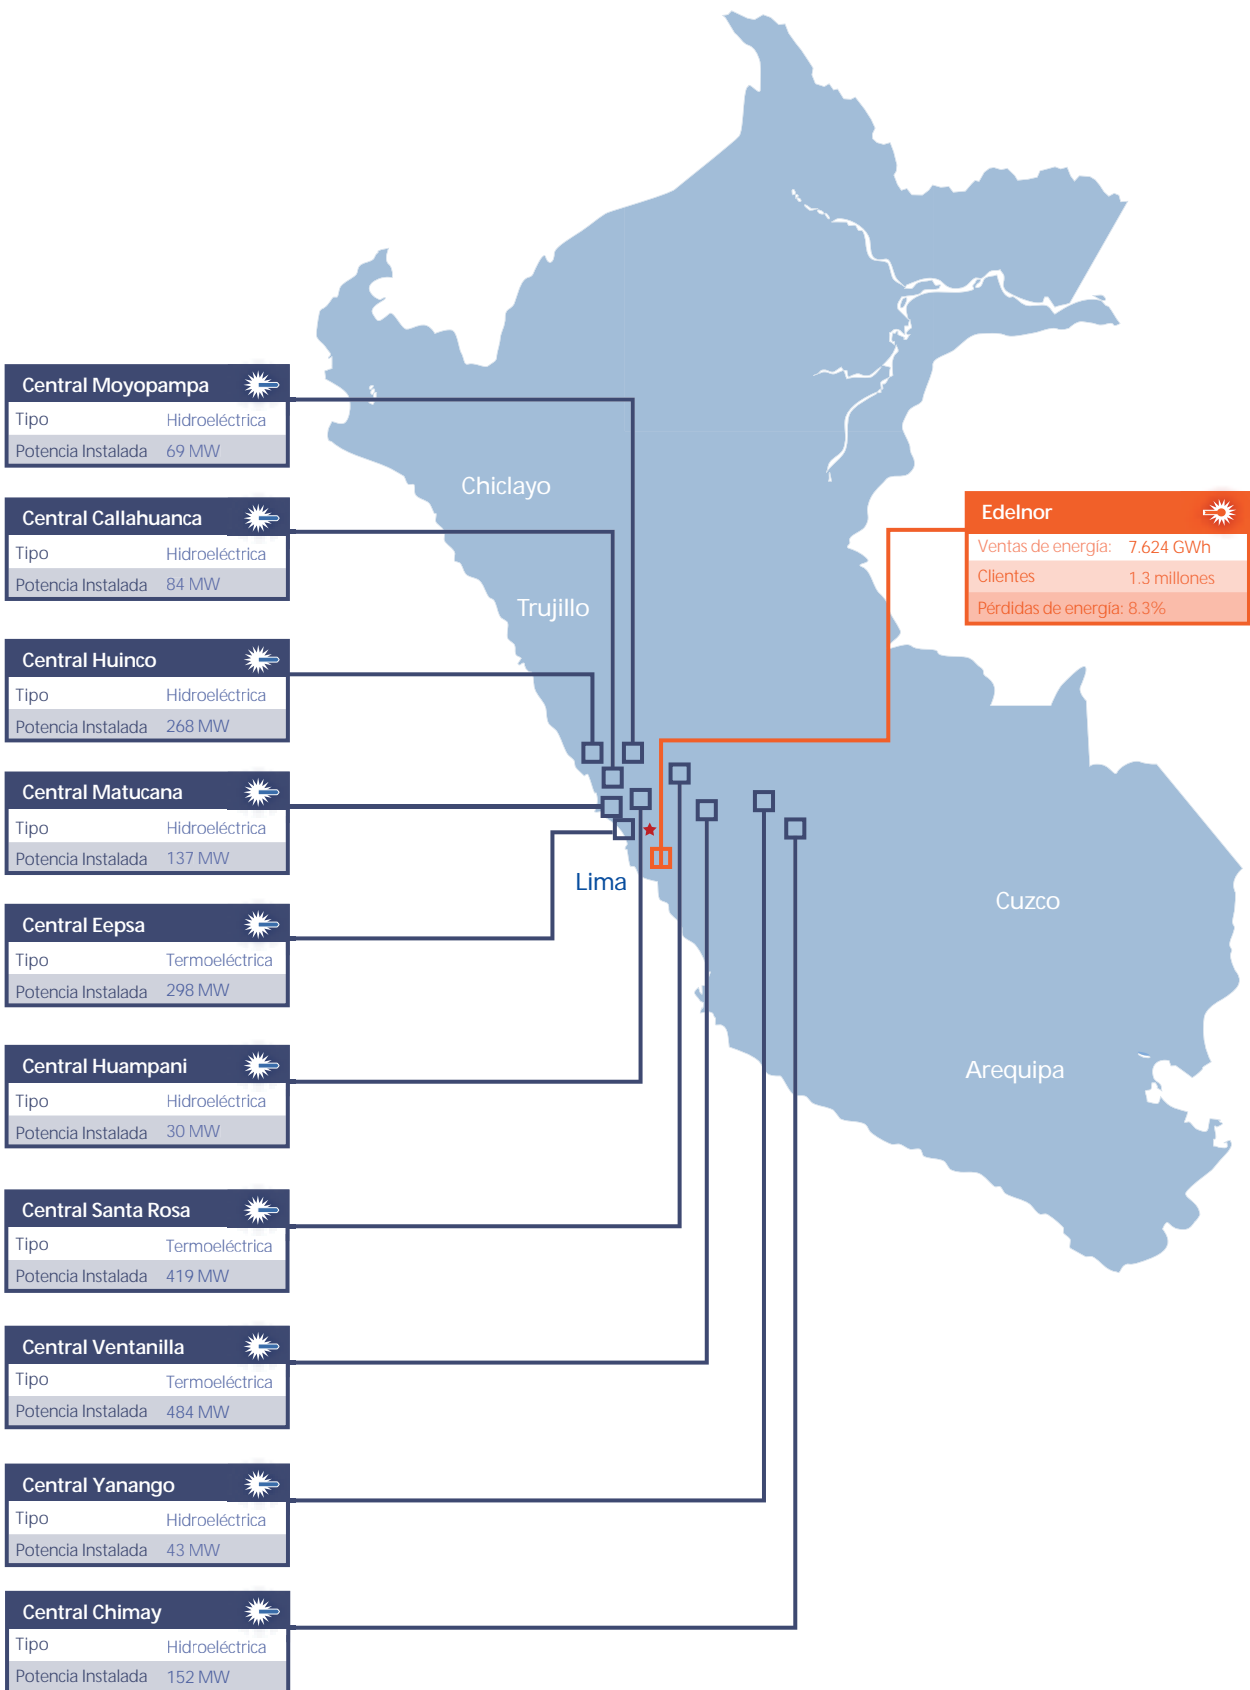 Central Moyopampa
Tipo Hidroeléctrica
Potencia Instalada 69 MW
Central Callahuanca
Tipo Hidroeléctrica
Potencia Instalada 84 MW
Central Huinco
Tipo Hidroeléctrica
Potencia Instalada 268 MW
Central Matucana
Tipo Hidroeléctrica
Potencia Instalada 137 MW
Central Eepsa
Tipo Termoeléctrica
Potencia Instalada 298 MW
Central Huampani
Tipo Hidroeléctrica
Potencia Instalada 30 MW
Central Santa Rosa
Tipo Termoeléctrica
Potencia Instalada 419 MW
Central Ventanilla
Tipo Termoeléctrica
Potencia Instalada 484 MW
Central Yanango
Tipo Hidroeléctrica
Potencia Instalada 43 MW
Central Chimay
Tipo Hidroeléctrica
Potencia Instalada 152 MW
Chiclayo
Trujillo
Lima
Cuzco
Arequipa
Edelnor
Ventas de energía: 7.624 GWh
Clientes 1.3 millones
Pérdidas de energía: 8.3%